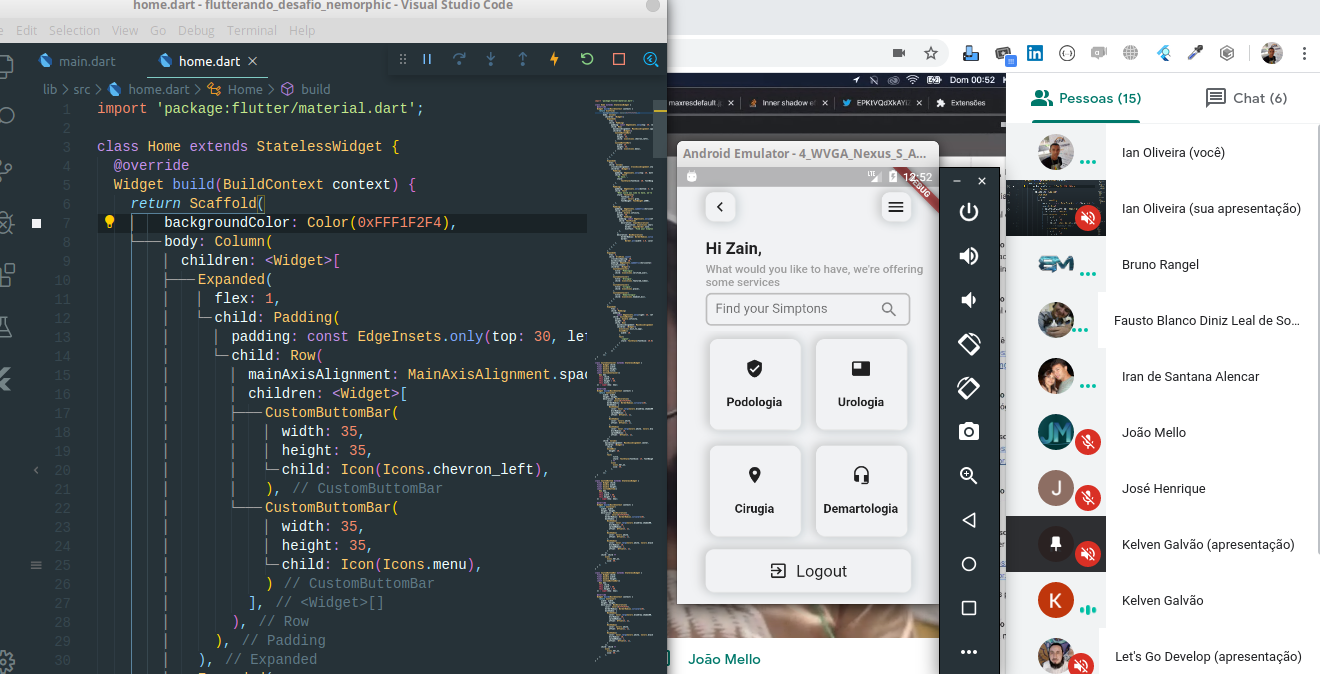 home.dart - flutterando_desafio_nemorphic - Visual Studio Code
Edit Selection View Go Debug Terminal Help
main.dart
home.dart
lib > src > home.dart > Home > build
1 import 'package:flutter/material.dart';
2
3 class Home extends StatelessWidget {
4 @override
5 Widget build(BuildContext context) {
6 return Scaffold(
7 backgroundColor: Color(0xFFF1F2F4),
8 body: Column(
9 children: <Widget>[
10 Expanded(
11 flex: 1,
12 child: Padding(
13 padding: const EdgeInsets.only(top: 30, let
14 child: Row(
15 mainAxisAlignment: MainAxisAlignment.spac
16 children: <Widget>[
17 CustomButtomBar(
18 width: 35,
19 height: 35,
20 child: Icon(Icons.chevron_left),
21 ), // CustomButtomBar
22 CustomButtomBar(
23 width: 35,
24 height: 35,
25 child: Icon(Icons.menu),
26 ) // CustomButtomBar
27 ], // <Widget>[]
28 ), // Row
29 ), // Padding
30 ), // Expanded
Dom 00:52
maxresdefault.
Inner shadow e
EPKtVQdXkAYi
Extensões
Android Emulator - 4_WVGA_Nexus_S_A...
LTE
12:52
Hi Zain,
What would you like to have, we're offering
some services
Find your Simptons
Podologia
Urologia
Cirugia
Demartologia
Logout
João Mello
Pessoas (15)
Chat (6)
Ian Oliveira (você)
Ian Oliveira (sua apresentação)
Bruno Rangel
Fausto Blanco Diniz Leal de So...
Iran de Santana Alencar
João Mello
J
José Henrique
Kelven Galvão (apresentação)
K
Kelven Galvão
Let's Go Develop (apresentação)